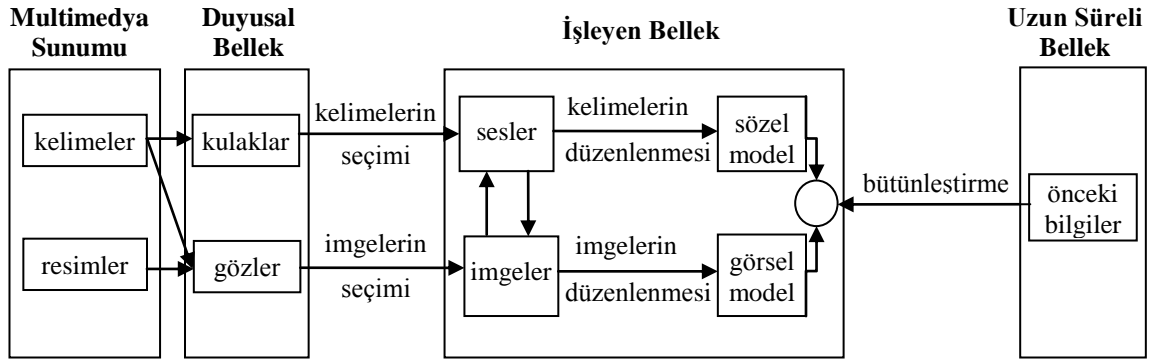 Multimedya
Sunumu
Duyusal
Bellek
İşleyen Bellek
Uzun Süreli
Bellek
kelimeler
kulaklar
kelimelerin
seçimi
sesler
kelimelerin
düzenlenmesi
sözel
model
bütünleştirme
önceki
bilgiler
resimler
gözler
imgelerin
seçimi
imgeler
imgelerin
düzenlenmesi
görsel
model